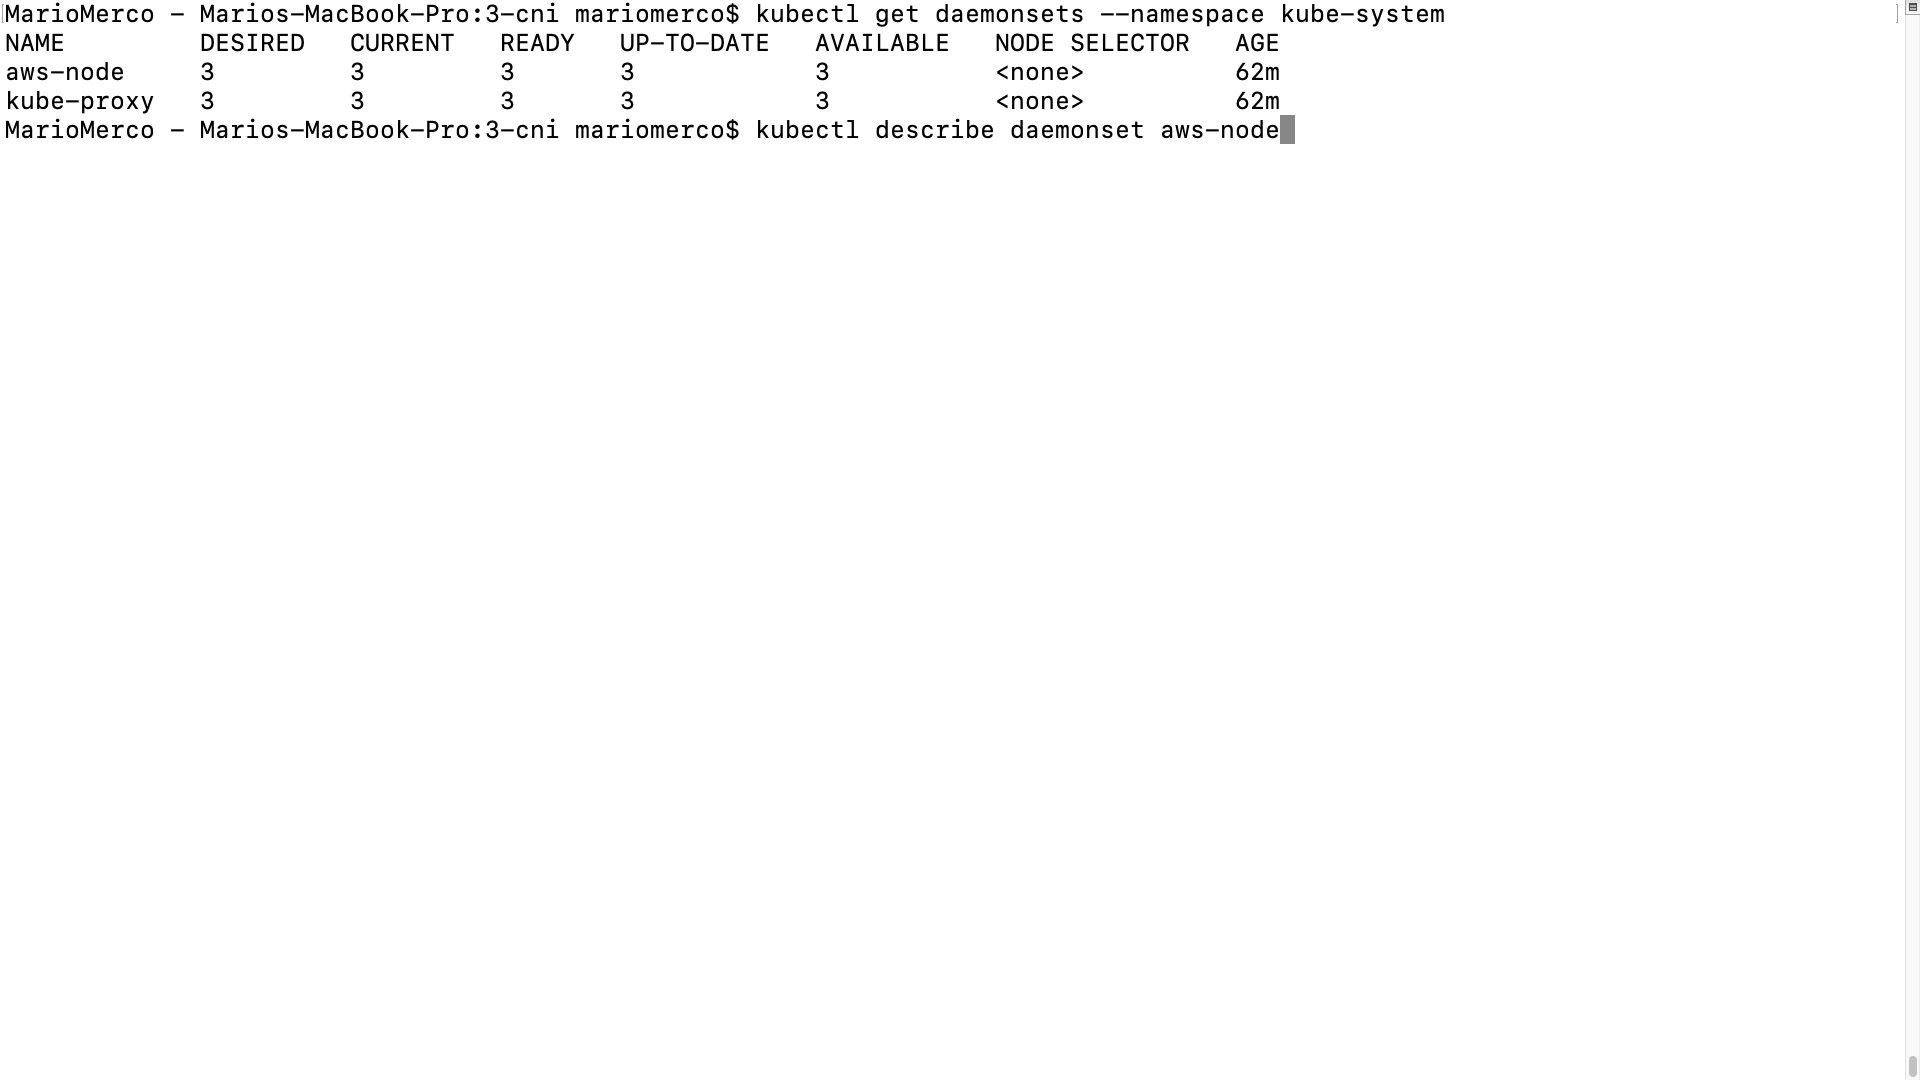 MarioMerco - Marios-MacBook-Pro:3-cni mariomerco$ kubectl get daemonsets --namespace kube-system
NAME         DESIRED   CURRENT   READY   UP-TO-DATE   AVAILABLE   NODE SELECTOR   AGE
aws-node     3         3         3       3            3           <none>          62m
kube-proxy   3         3         3       3            3           <none>          62m
MarioMerco - Marios-MacBook-Pro:3-cni mariomerco$ kubectl describe daemonset aws-node